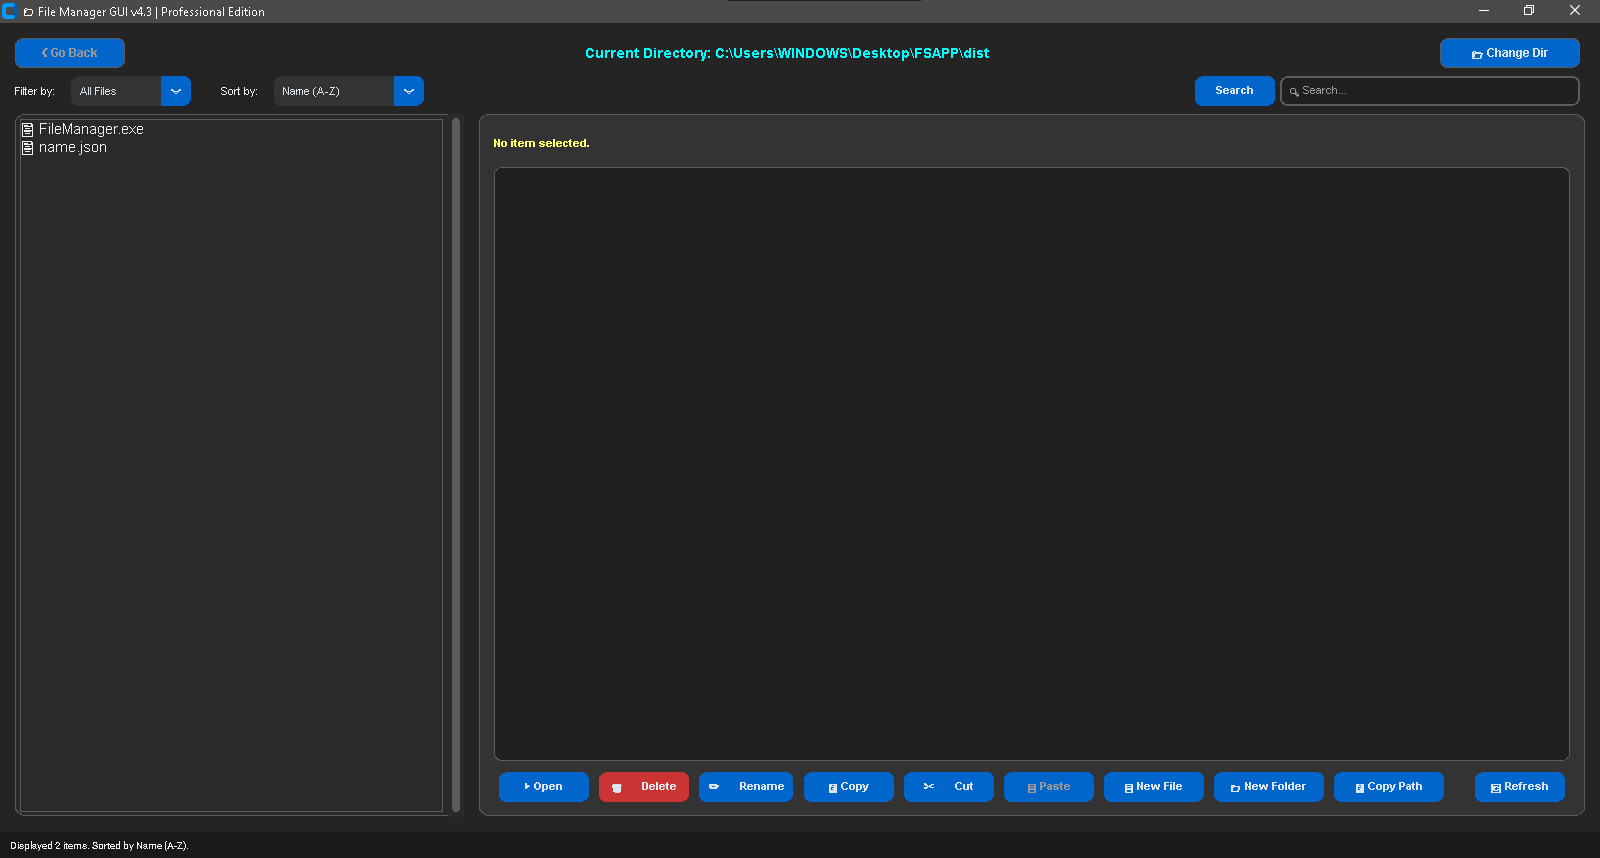 File Manager GUI v4.3 | Professional Edition
Go Back
Current Directory: C:\Users\WINDOWS\Desktop\FSAPP\dist
Change Dir
Filter by:
All Files
Sort by:
Name (A-Z)
Search
Search...
FileManager.exe
name.json
No item selected.
Open
Delete
Rename
Copy
Cut
Paste
New File
New Folder
Copy Path
Refresh
Displayed 2 items. Sorted by Name (A-Z).